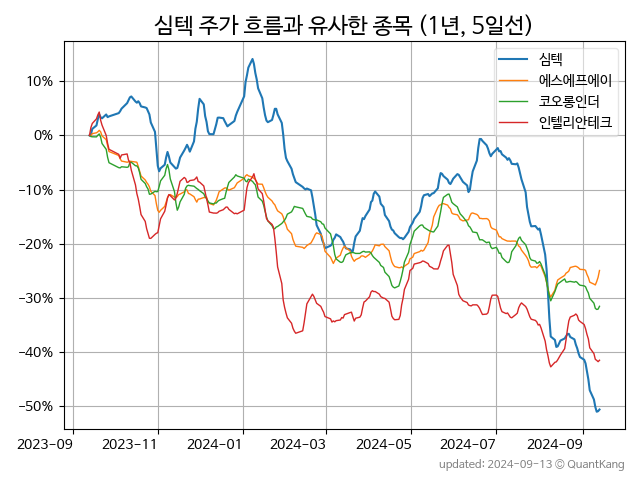 심텍 주가 흐름과 유사한 종목 (1년, 5일선)
심텍
에스에프에이
코오롱인더
인텔리안테크
10%
0%
−10%
−20%
−30%
−40%
−50%
2023-09
2023-11
2024-01
2024-03
2024-05
2024-07
2024-09
updated: 2024-09-13 © QuantKang